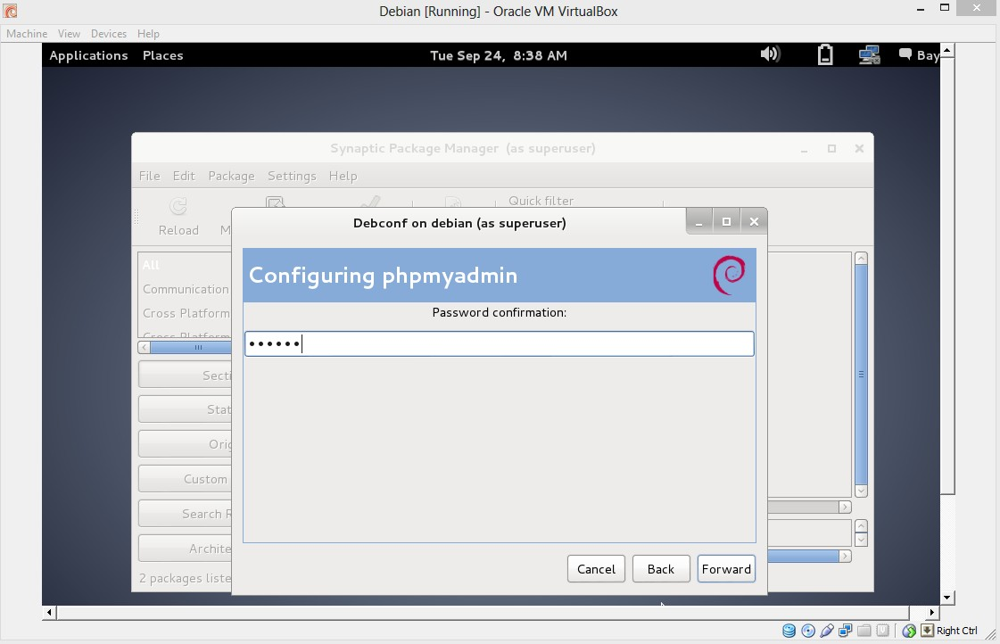 Debian [Running] - Oracle VM VirtualBox
Machine View Devices Help
Applications Places Tue Sep 24, 8:38 AM Bay
Synaptic Package Manager (as superuser)
File Edit Package Settings Help
Quick filter
Reload M
Debconf on debian (as superuser)
Configuring phpmyadmin
Password confirmation:
••••••
All
Communication
Cross Platform
Cross Platform
Secti
Stat
Orig
Custom
Search R
Archite
2 packages liste
Cancel Back Forward
Right Ctrl